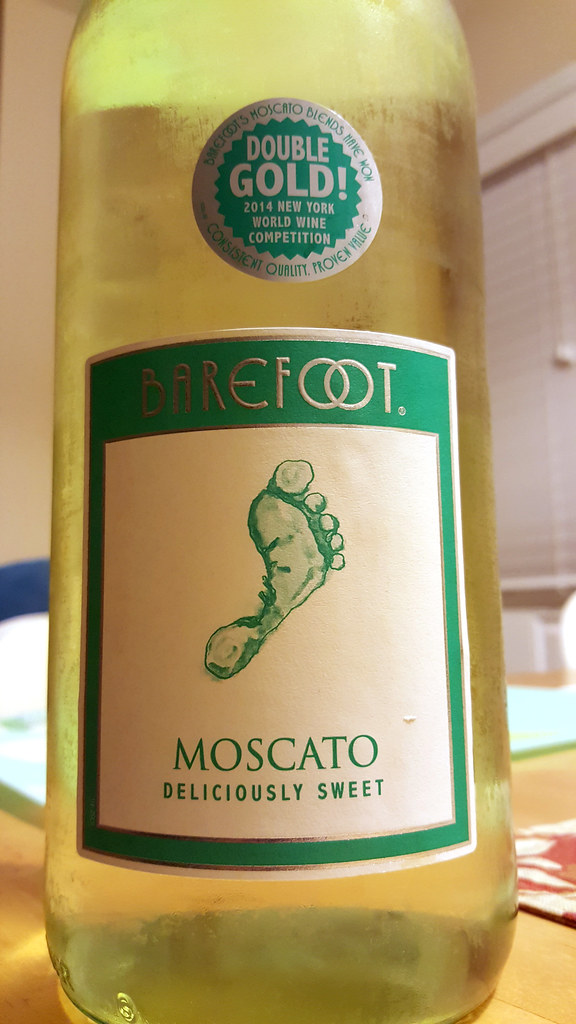 BAREFOOT'S MOSCATO BLENDS HAVE WON
DOUBLE
GOLD!
2014 NEW YORK
WORLD WINE
COMPETITION
CONSISTENT QUALITY, PROVEN VALUE
BAREFOOT®
MOSCATO
DELICIOUSLY SWEET